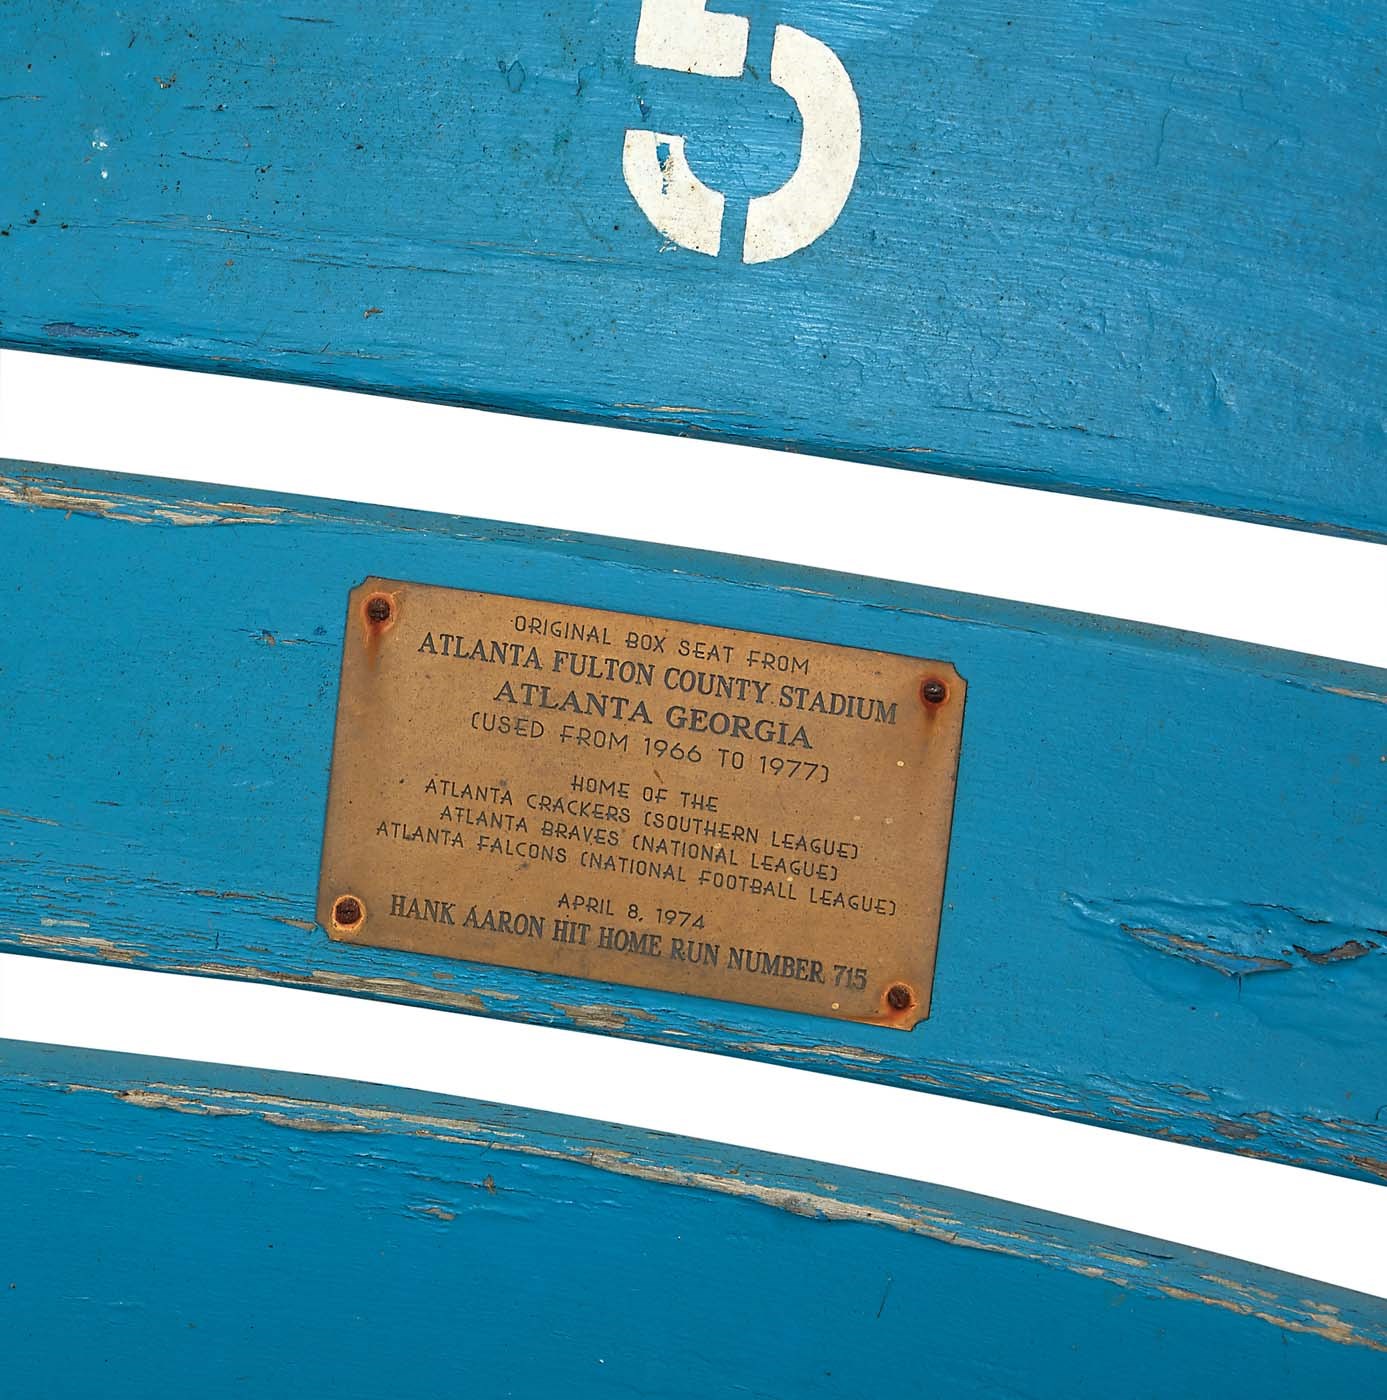 5
ORIGINAL BOX SEAT FROM
ATLANTA FULTON COUNTY STADIUM
ATLANTA GEORGIA
(USED FROM 1966 TO 1977)
HOME OF THE
ATLANTA CRACKERS (SOUTHERN LEAGUE)
ATLANTA BRAVES (NATIONAL LEAGUE)
ATLANTA FALCONS (NATIONAL FOOTBALL LEAGUE)
APRIL 8, 1974
HANK AARON HIT HOME RUN NUMBER 715